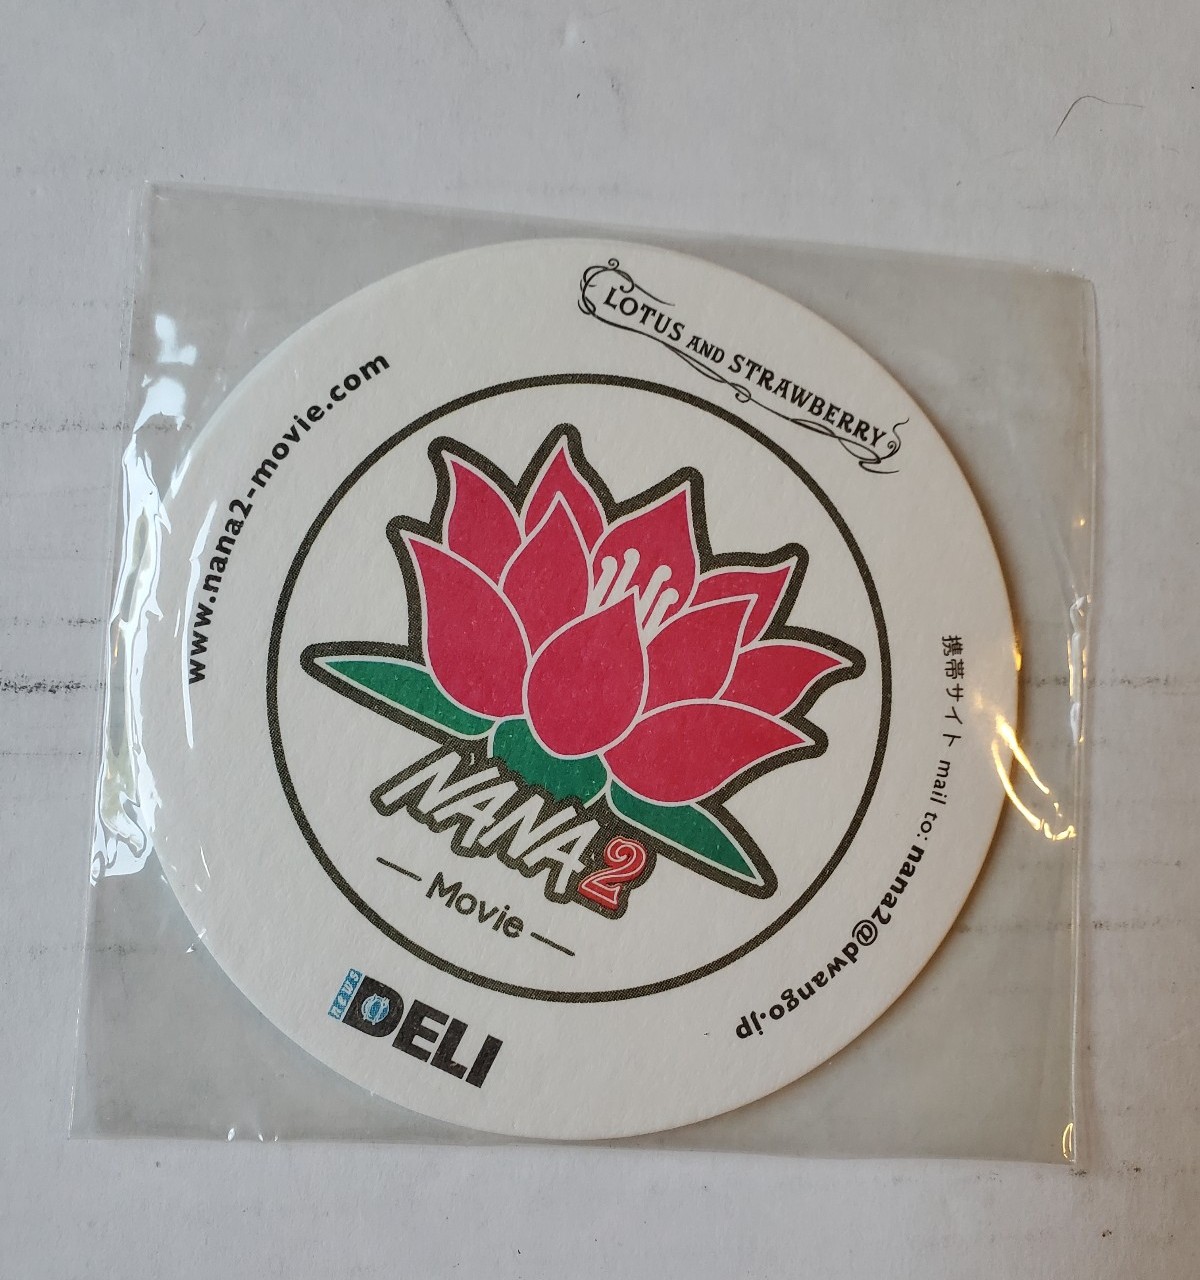 LOTUS AND STRAWBERRY
www.nana2-movie.com
NANA2
Movie
携帯サイト mail to: nana2@dwango.jp
news
DELI